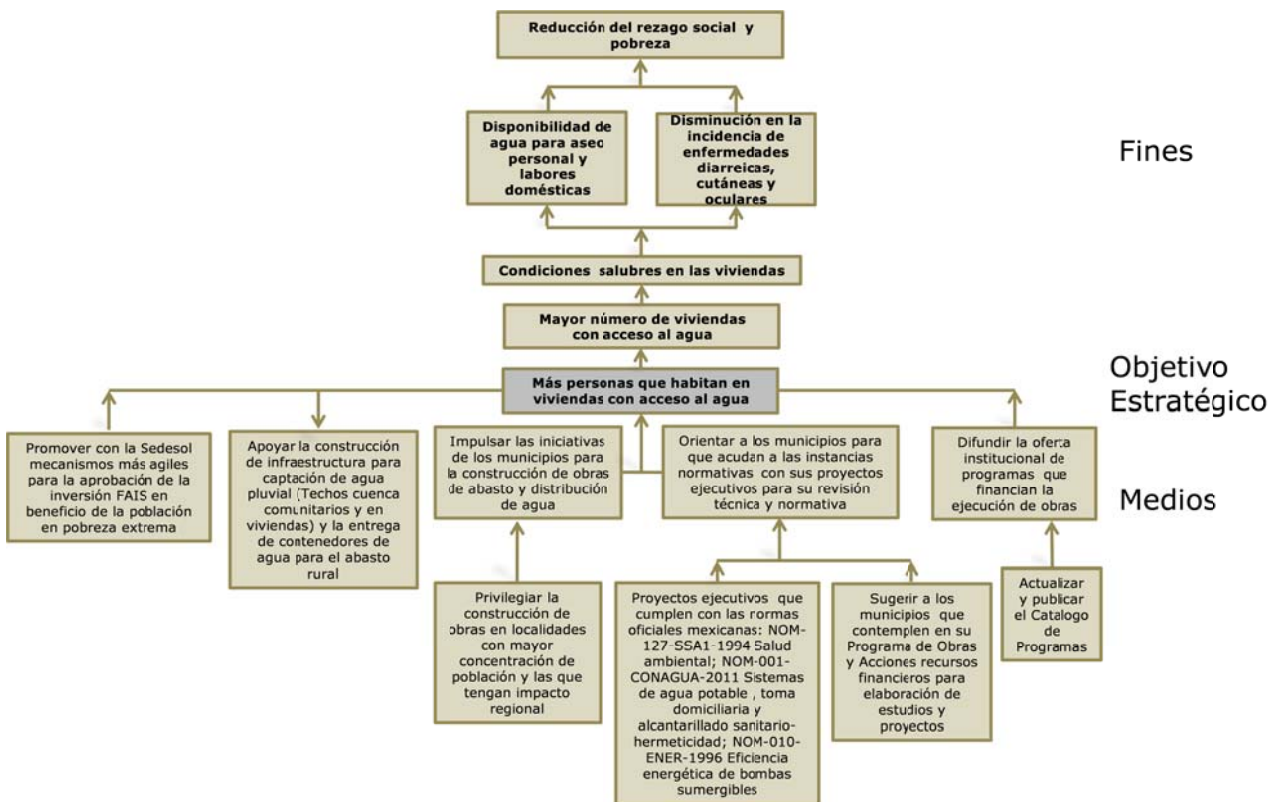 Reducción del rezago social y
pobreza
Disponibilidad de
agua para aseo
personal y
labores
domésticas
Disminución en la
incidencia de
enfermedades
diarreicas,
cutáneas y
oculares
Fines
Condiciones salubres en las viviendas
Mayor número de viviendas
con acceso al agua
Más personas que habitan en
viviendas con acceso al agua
Objetivo
Estratégico
Promover con la Sedesol
mecanismos más agiles
para la aprobación de la
inversión FAIS en
beneficio de la población
en pobreza extrema
Apoyar la construcción
de infraestructura para
captación de agua
pluvial (Techos cuenca
comunitarios y en
viviendas) y la entrega
de contenedores de
agua para el abasto
rural
Impulsar las iniciativas
de los municipios para
la construcción de obras
de abasto y distribución
de agua
Orientar a los municipios para
que acudan a las instancias
normativas con sus proyectos
ejecutivos para su revisión
técnica y normativa
Difundir la oferta
institucional de
programas que
financian la
ejecución de obras
Medios
Privilegiar la
construcción de
obras en localidades
con mayor
concentración de
población y las que
tengan impacto
regional
Proyectos ejecutivos que
cumplen con las normas
oficiales mexicanas: NOM-
127-SSA1-1994 Salud
ambiental; NOM-001-
CONAGUA-2011 Sistemas
de agua potable , toma
domiciliaria y
alcantarillado sanitario-
hermeticidad; NOM-010-
ENER-1996 Eficiencia
energética de bombas
sumergibles
Sugerir a los
municipios que
contemplen en su
Programa de Obras
y Acciones recursos
financieros para
elaboración de
estudios y
proyectos
Actualizar
y publicar
el Catalogo
de
Programas